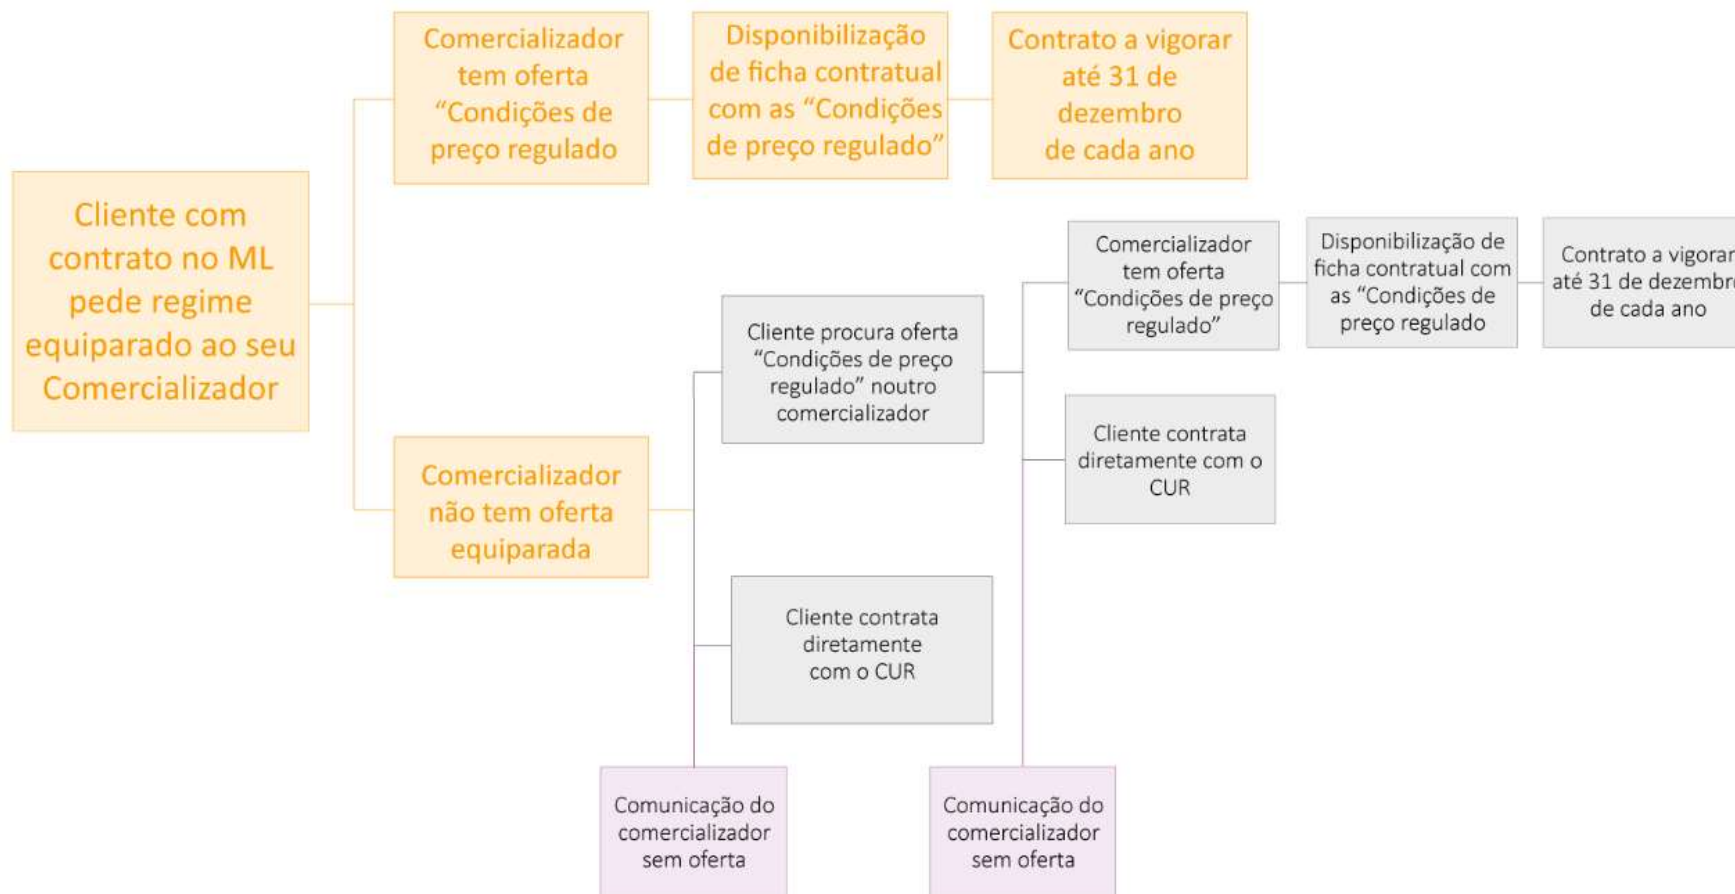 Cliente com
contrato no ML
pede regime
equiparado ao seu
Comercializador
Comercializador
tem oferta
“Condições de
preço regulado
Disponibilização
de ficha contratual
com as “Condições
de preço regulado”
Contrato a vigorar
até 31 de
dezembro
de cada ano
Comercializador
não tem oferta
equiparada
Cliente procura oferta
“Condições de preço
regulado” noutro
comercializador
Comercializador
tem oferta
“Condições de preço
regulado”
Disponibilização de
ficha contratual com
as “Condições de
preço regulado
Contrato a vigorar
até 31 de dezembro
de cada ano
Cliente contrata
diretamente com o
CUR
Cliente contrata
diretamente
com o CUR
Comunicação do
comercializador
sem oferta
Comunicação do
comercializador
sem oferta